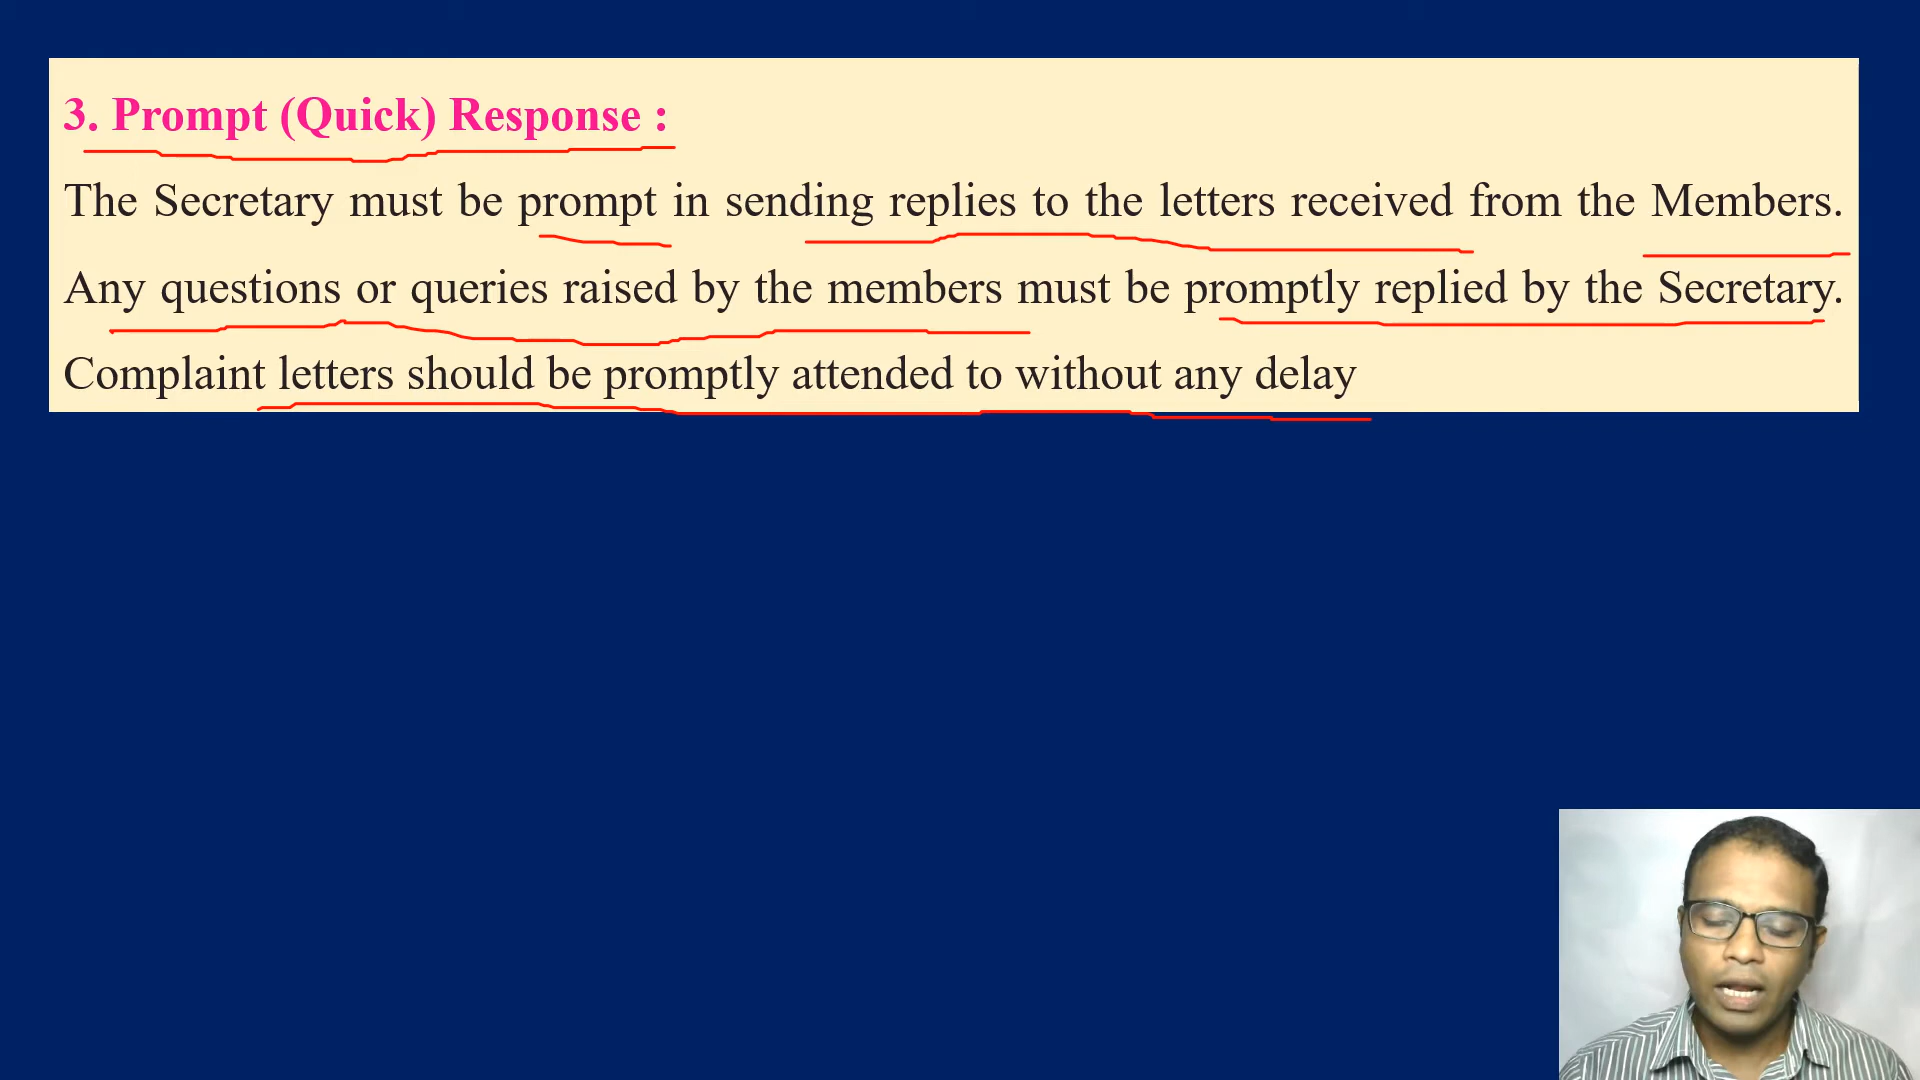 3. Prompt (Quick) Response :
The Secretary must be prompt in sending replies to the letters received from the Members.
Any questions or queries raised by the members must be promptly replied by the Secretary.
Complaint letters should be promptly attended to without any delay